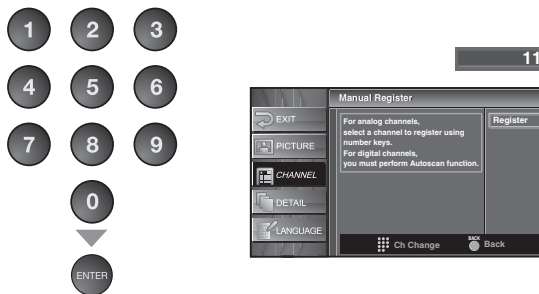 1 2 3
4 5 6
7 8 9
0
ENTER
11
Manual Register
EXIT
PICTURE
CHANNEL
DETAIL
LANGUAGE
For analog channels,
select a channel to register using
number keys.
For digital channels,
you must perform Autoscan function.
Register
Ch Change
BACK
Back